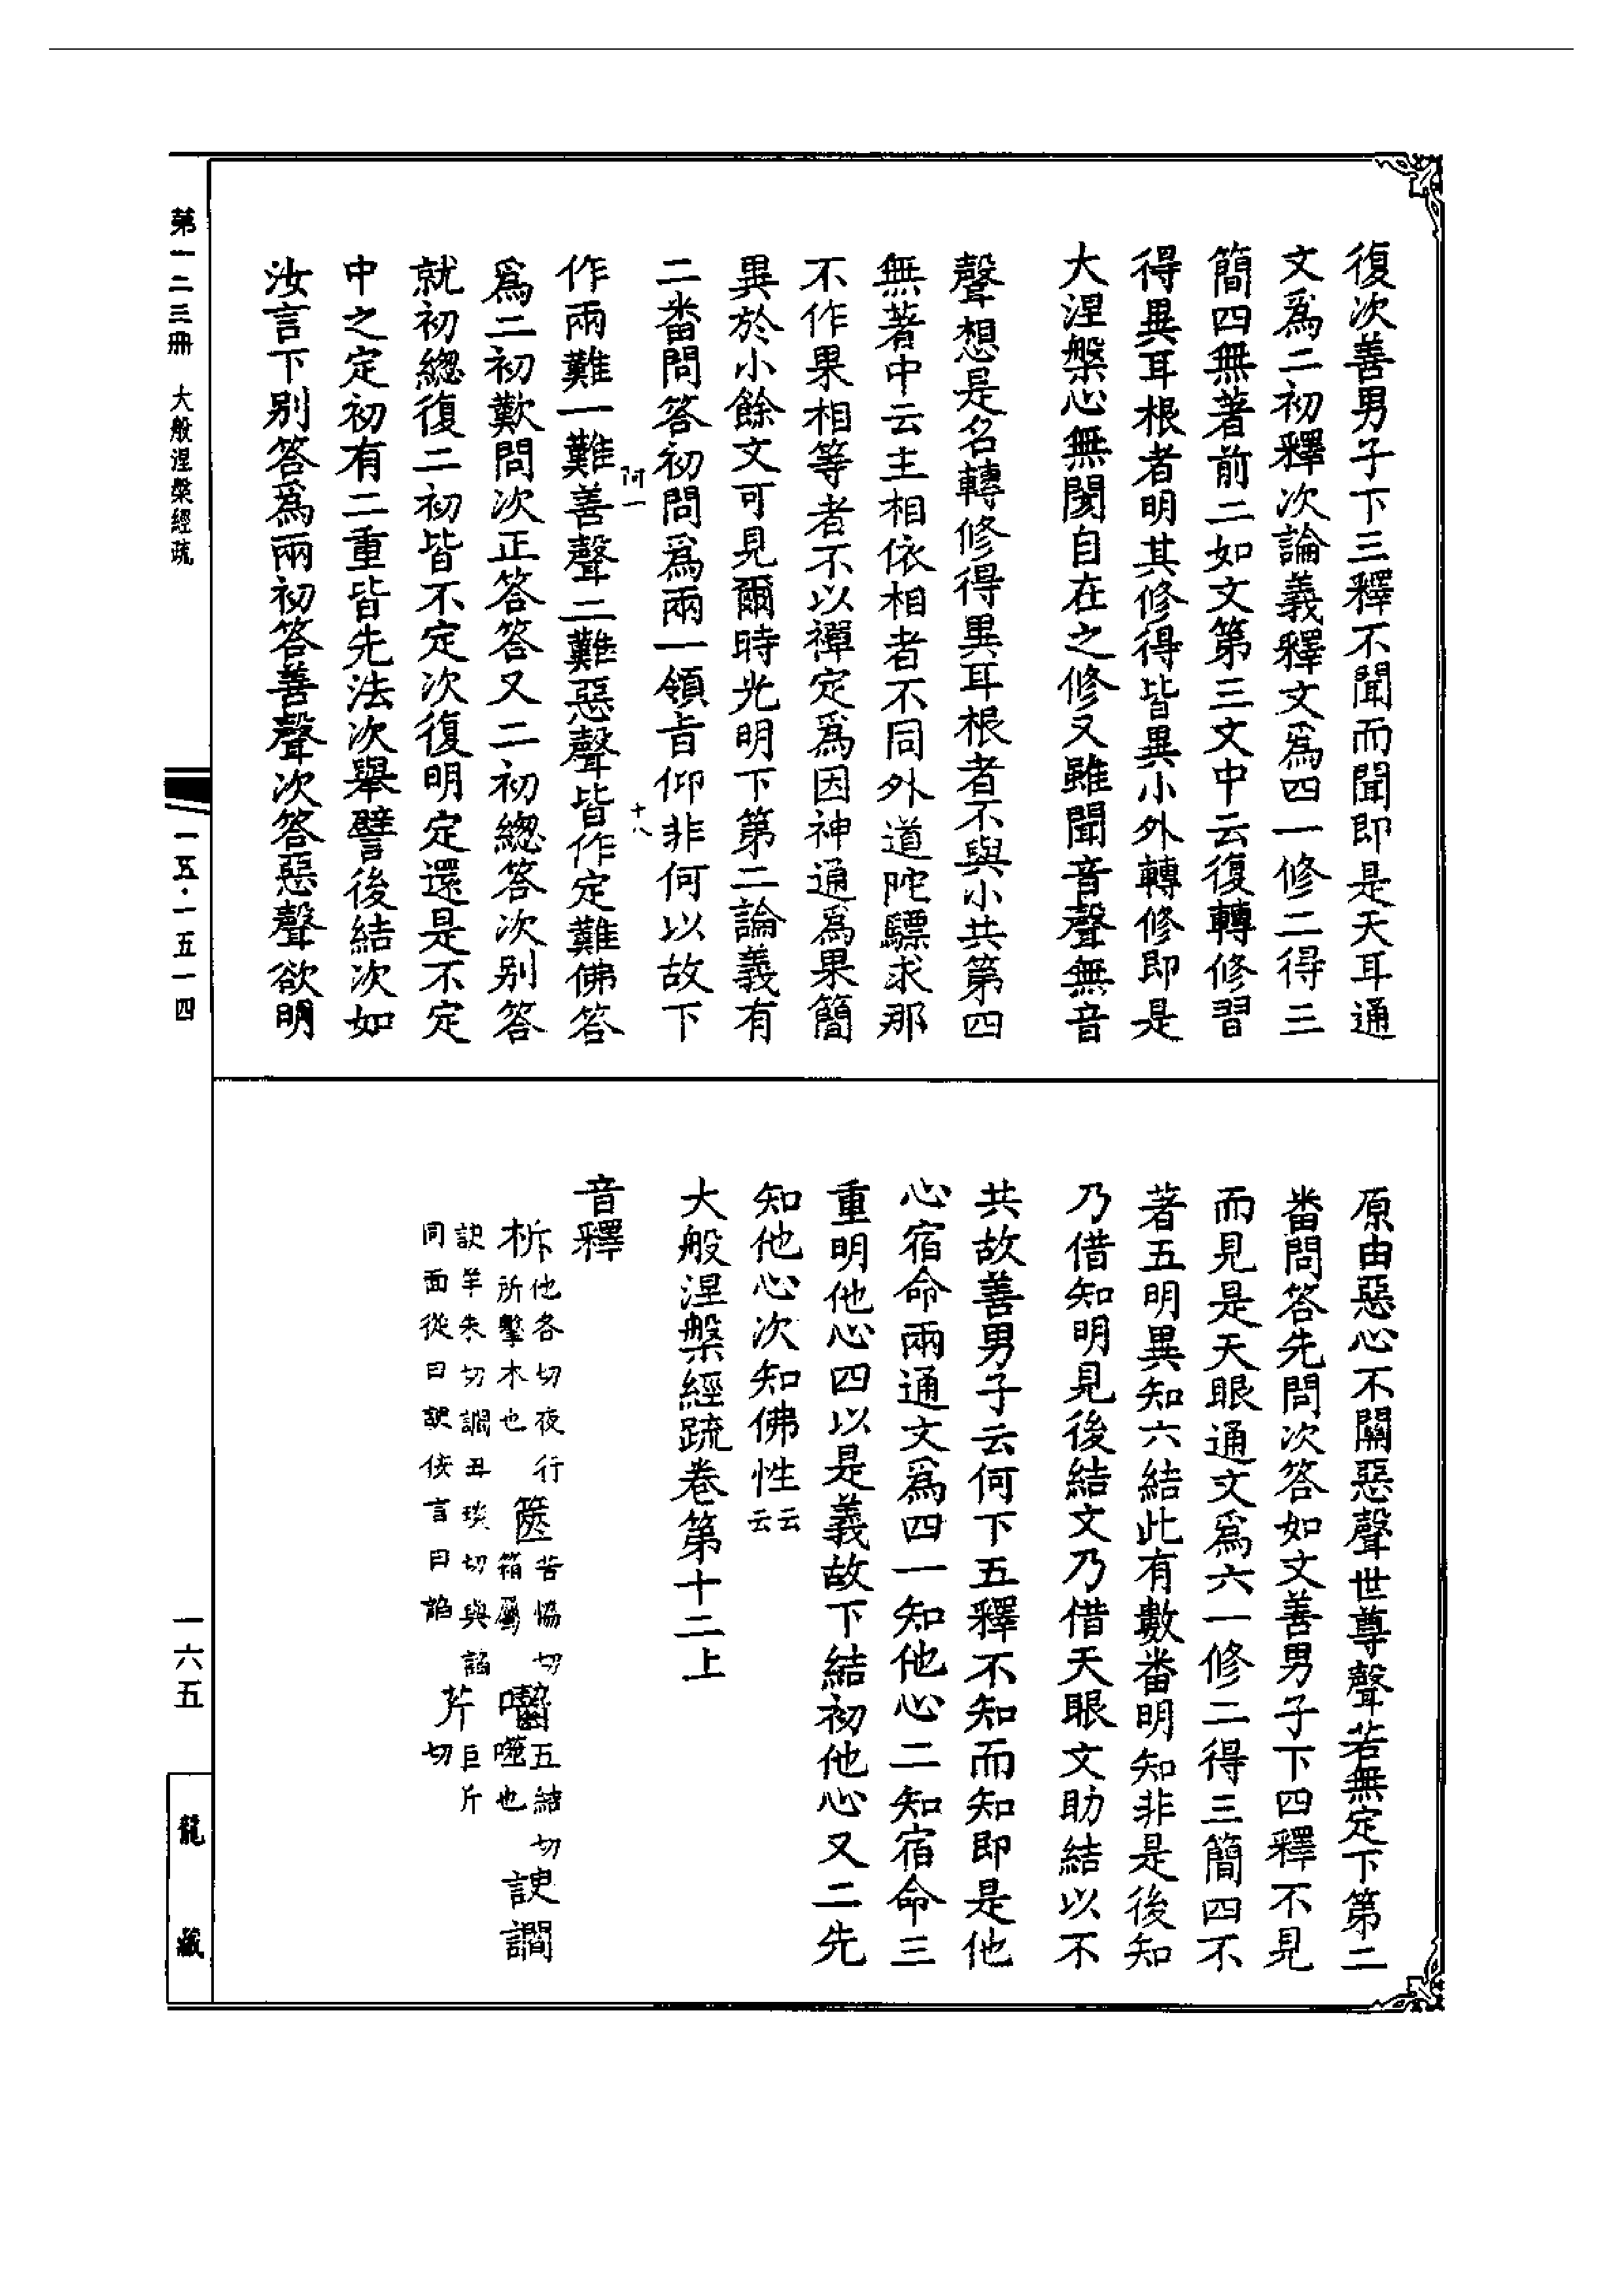 復次善男子下三釋不聞而聞即是天耳通
文爲二初釋次論義釋文爲四一修二得三
簡四無著前二如文第三文中云復轉修習
得異耳根者明其修得皆異小外轉修即是
大涅槃心無閡自在之修又雖聞音聲無音
聲想是名轉修得異耳根者不與小共第四
無著中云主相依相者不同外道陀驃求那
不作果相等者不以禪定爲因神通爲果簡
異於小餘文可見爾時光明下第二論義有
二番問答初問爲兩一領旨仰非何以故下
阿一
十八
作兩難一難善聲二難惡聲皆作定難佛答
爲二初歎問次正答答又二初總答次別答
就初總復二初皆不定次復明定還是不定
中之定初有二重皆先法次舉譬後結次如
汝言下別答爲兩初答善聲次答惡聲欲明
原由惡心不關惡聲世尊聲若無定下第二
番問答先問次答如文善男子下四釋不見
而見是天眼通文爲六一修二得三簡四不
著五明異知六結此有數番明知非是後知
乃借知明見後結文乃借天眼文助結以不
共故善男子云何下五釋不知而知即是他
心宿命兩通文爲四一知他心二知宿命三
重明他心四以是義故下結初他心又二先
知他心次知佛性云云
大般涅槃經疏卷第十二上
音釋
柝他各切夜行所擊木也 篋苦協切箱屬 囓五結切噬也 諛讇
諛羊朱切讇丑琰切與諂同面從曰諛佞言曰諂 芹巨斤切
第一二三冊 大般涅槃經疏
一五·一五一四
一六五
龍藏